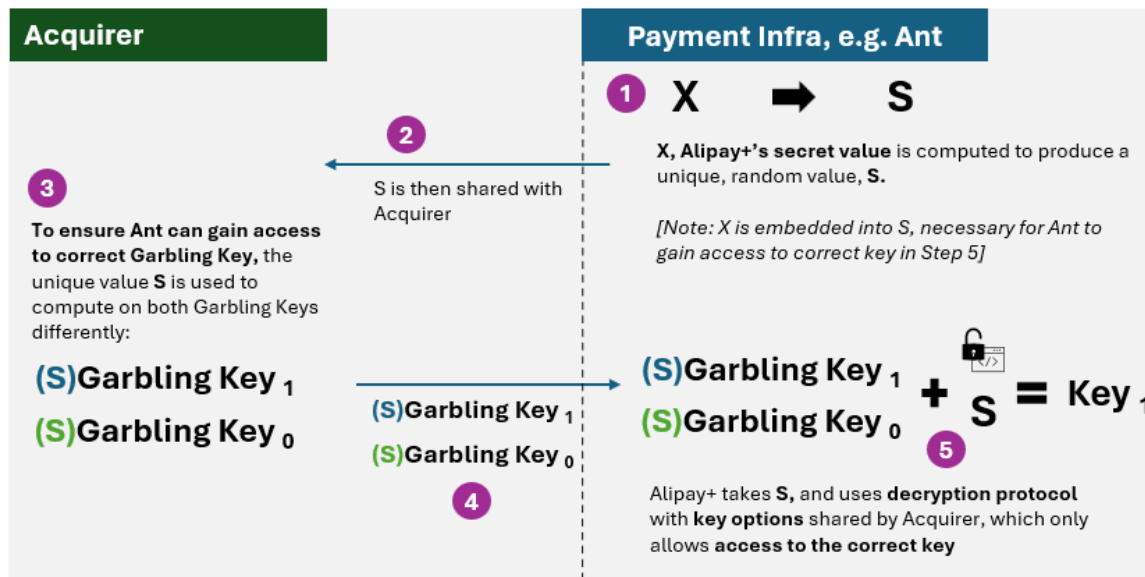 Acquirer
Payment Infra, e.g. Ant
1
X
S
X, Alipay+'s secret value is computed to produce a
unique, random value, S.
[Note: X is embedded into S, necessary for Ant to
gain access to correct key in Step 5]
2
S is then shared with
Acquirer
3
To ensure Ant can gain access
to correct Garbling Key, the
unique value S is used to
compute on both Garbling Keys
differently:
(S)Garbling Key 1
(S)Garbling Key 0
(S)Garbling Key 1
(S)Garbling Key 0
4
(S)Garbling Key 1
(S)Garbling Key 0
+
</>
S
= Key 1
5
Alipay+ takes S, and uses decryption protocol
with key options shared by Acquirer, which only
allows access to the correct key